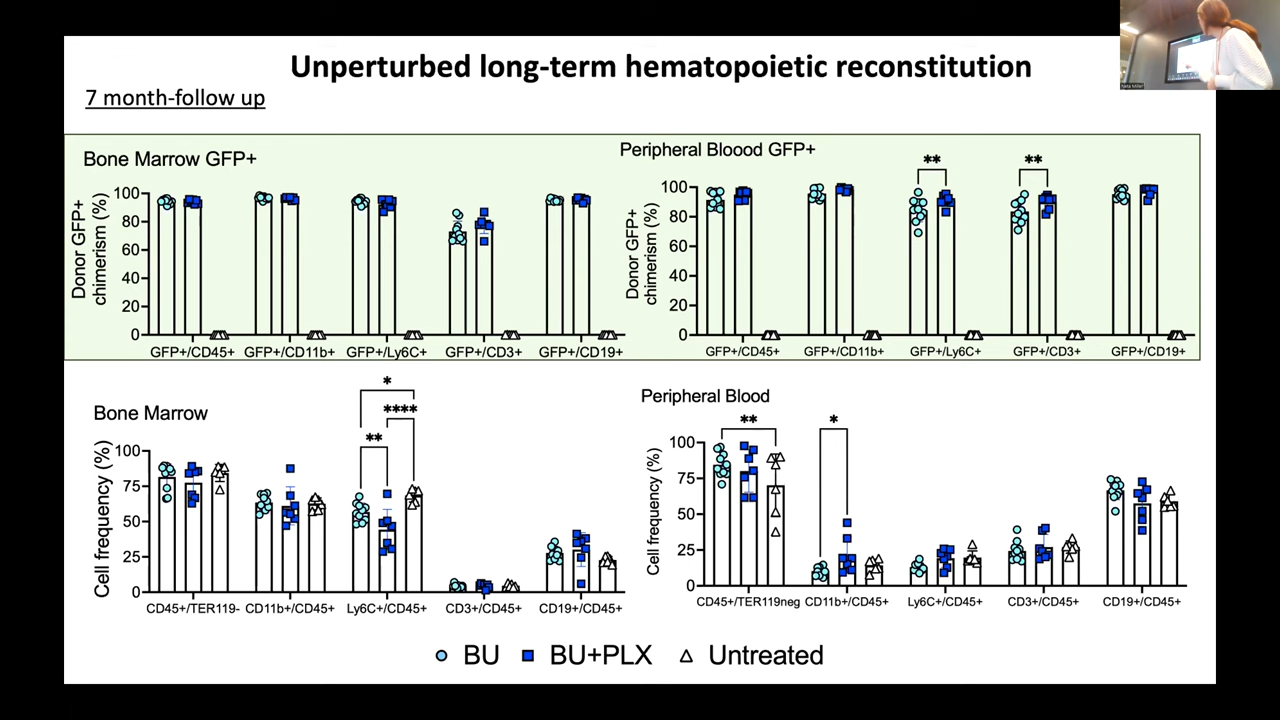 Unperturbed long-term hematopoietic reconstitution
7 month-follow up
Bone Marrow GFP+
Donor GFP+
chimerism (%)
100
80
60
40
20
0
GFP+/CD45+ GFP+/CD11b+ GFP+/Ly6C+ GFP+/CD3+ GFP+/CD19+
Peripheral Bloood GFP+
Donor GFP+
chimerism (%)
100
80
60
40
20
0
** **
GFP+/CD45+ GFP+/CD11b+ GFP+/Ly6C+ GFP+/CD3+ GFP+/CD19+
Bone Marrow
Cell frequency (%)
100
75
50
25
0
*
****
**
CD45+/TER119- CD11b+/CD45+ Ly6C+/CD45+ CD3+/CD45+ CD19+/CD45+
Peripheral Blood
Cell frequency (%)
100
75
50
25
0
** *
CD45+/TER119neg CD11b+/CD45+ Ly6C+/CD45+ CD3+/CD45+ CD19+/CD45+
BU BU+PLX Untreated